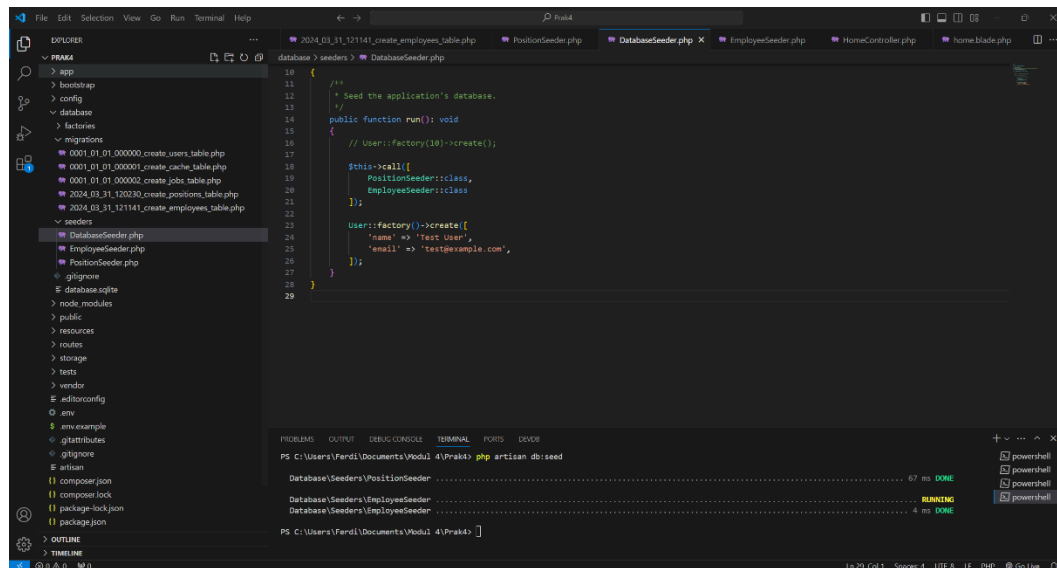 File Edit Selection View Go Run Terminal Help
Prak4
EXPLORER
PRAK4
> app
> bootstrap
> config
database
> factories
migrations
0001_01_01_000000_create_users_table.php
0001_01_01_000001_create_cache_table.php
0001_01_01_000002_create_jobs_table.php
2024_03_31_120230_create_positions_table.php
2024_03_31_121141_create_employees_table.php
seeders
DatabaseSeeder.php
EmployeeSeeder.php
PositionSeeder.php
.gitignore
database.sqlite
> node_modules
> public
> resources
> routes
> storage
> tests
> vendor
.editorconfig
.env
.env.example
.gitattributes
.gitignore
artisan
composer.json
composer.lock
package-lock.json
package.json
> OUTLINE
> TIMELINE
2024_03_31_121141_create_employees_table.php PositionSeeder.php DatabaseSeeder.php EmployeeSeeder.php HomeController.php home.blade.php
database > seeders > DatabaseSeeder.php
10 {
11 /**
12 * Seed the application's database.
13 */
14 public function run(): void
15 {
16 // User::factory(10)->create();
17
18 $this->call([
19 PositionSeeder::class,
20 EmployeeSeeder::class
21 ]);
22
23 User::factory()->create([
24 'name' => 'Test User',
25 'email' => 'test@example.com',
26 ]);
27 }
28 }
29
PROBLEMS OUTPUT DEBUG CONSOLE TERMINAL PORTS DEVDB
PS C:\Users\Ferdi\Documents\Modul 4\Prak4> php artisan db:seed
Database\Seeders\PositionSeeder ........ 67 ms DONE
Database\Seeders\EmployeeSeeder ........ RUNNING
Database\Seeders\EmployeeSeeder ........ 4 ms DONE
PS C:\Users\Ferdi\Documents\Modul 4\Prak4>
powershell
powershell
powershell
powershell
0 0 0 Ln 29, Col 1 Spaces: 4 UTF-8 LF PHP Go Live